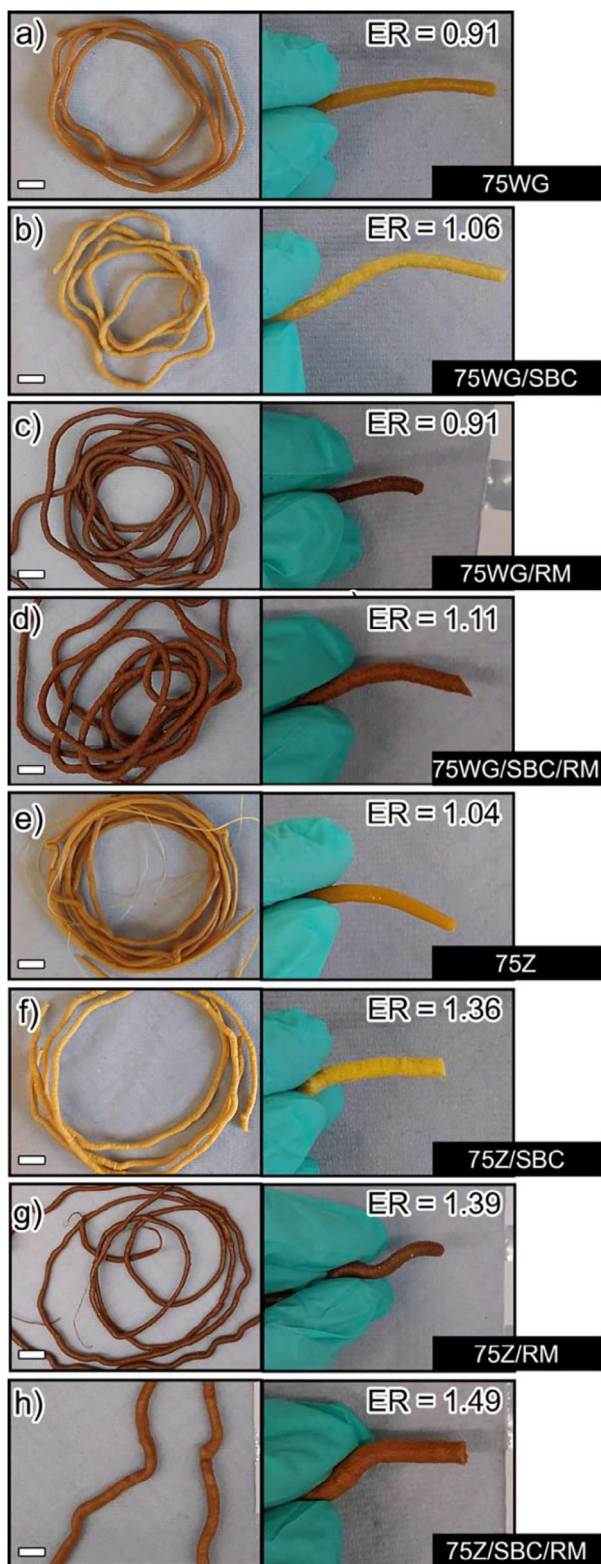 a)
ER = 0.91
75WG
b)
ER = 1.06
75WG/SBC
c)
ER = 0.91
75WG/RM
d)
ER = 1.11
75WG/SBC/RM
e)
ER = 1.04
75Z
f)
ER = 1.36
75Z/SBC
g)
ER = 1.39
75Z/RM
h)
ER = 1.49
75Z/SBC/RM